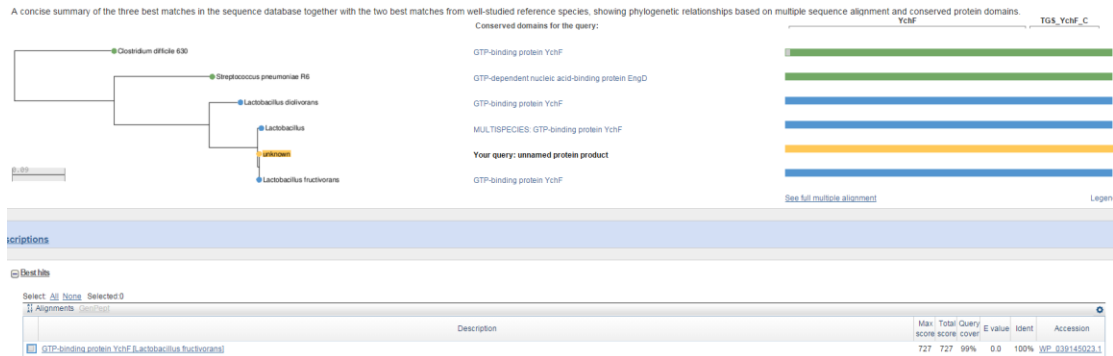 A concise summary of the three best matches in the sequence database together with the two best matches from well-studied reference species, showing phylogenetic relationships based on multiple sequence alignment and conserved protein domains.
Conserved domains for the query:
YchF
TGS_YchF_C
Clostridium difficile 630
GTP-binding protein YchF
Streptococcus pneumoniae R6
GTP-dependent nucleic acid-binding protein EngD
Lactobacillus diolivorans
GTP-binding protein YchF
Lactobacillus
MULTISPECIES: GTP-binding protein YchF
unknown
Your query: unnamed protein product
Lactobacillus fructivorans
GTP-binding protein YchF
0.09
See full multiple alignment
Legen
scriptions
Best hits
Select: All None Selected:0
Alignments GenPept
Description
Max score
Total score
Query cover
E value
Ident
Accession
GTP-binding protein YchF [Lactobacillus fructivorans]
727 727 99% 0.0 100% WP_039145023.1